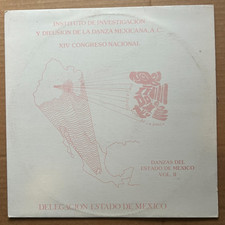 INSTITUTO DE INVESTIGACION
Y DIFUSION DE LA DANZA MEXICANA, A.C.
XIV CONGRESO NACIONAL
DANZAS DEL
ESTADO DE MEXICO
VOL. II
DELEGACION: ESTADO DE MEXICO